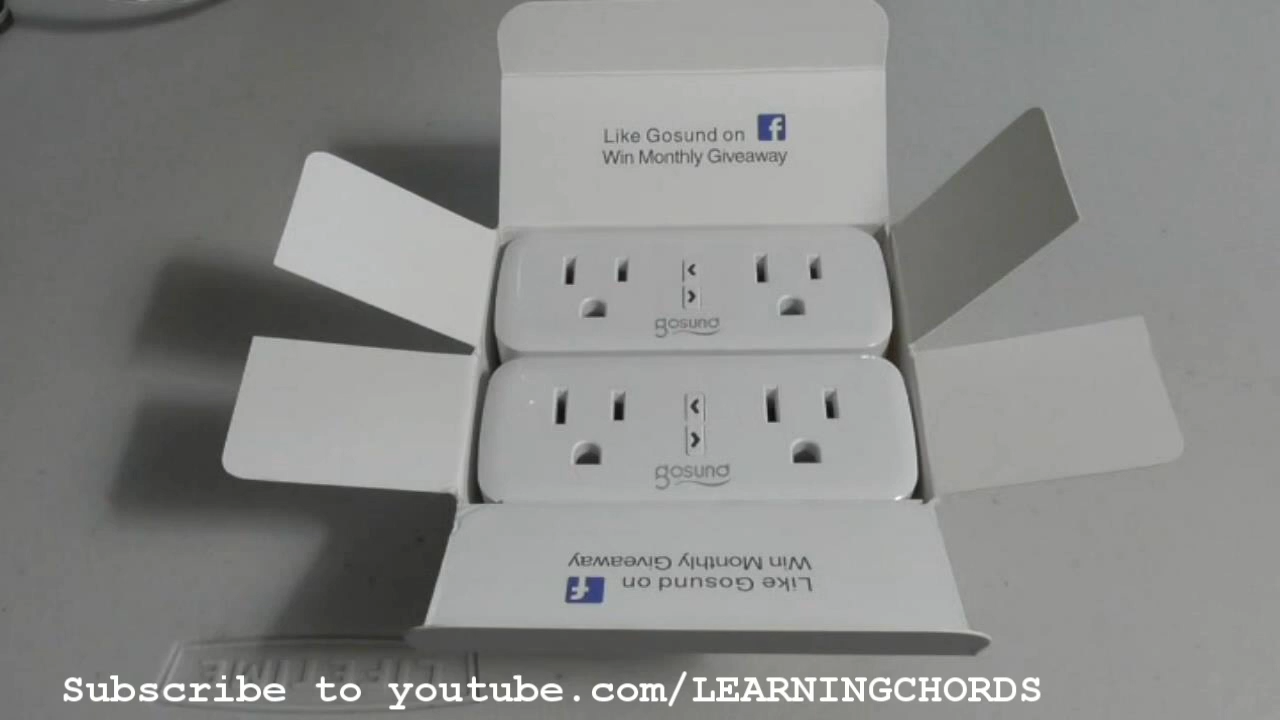 Like Gosund on
Win Monthly Giveaway
gosund
gosund
Like Gosund on
Win Monthly Giveaway
LIFETIME
Subscribe to youtube.com/LEARNINGCHORDS